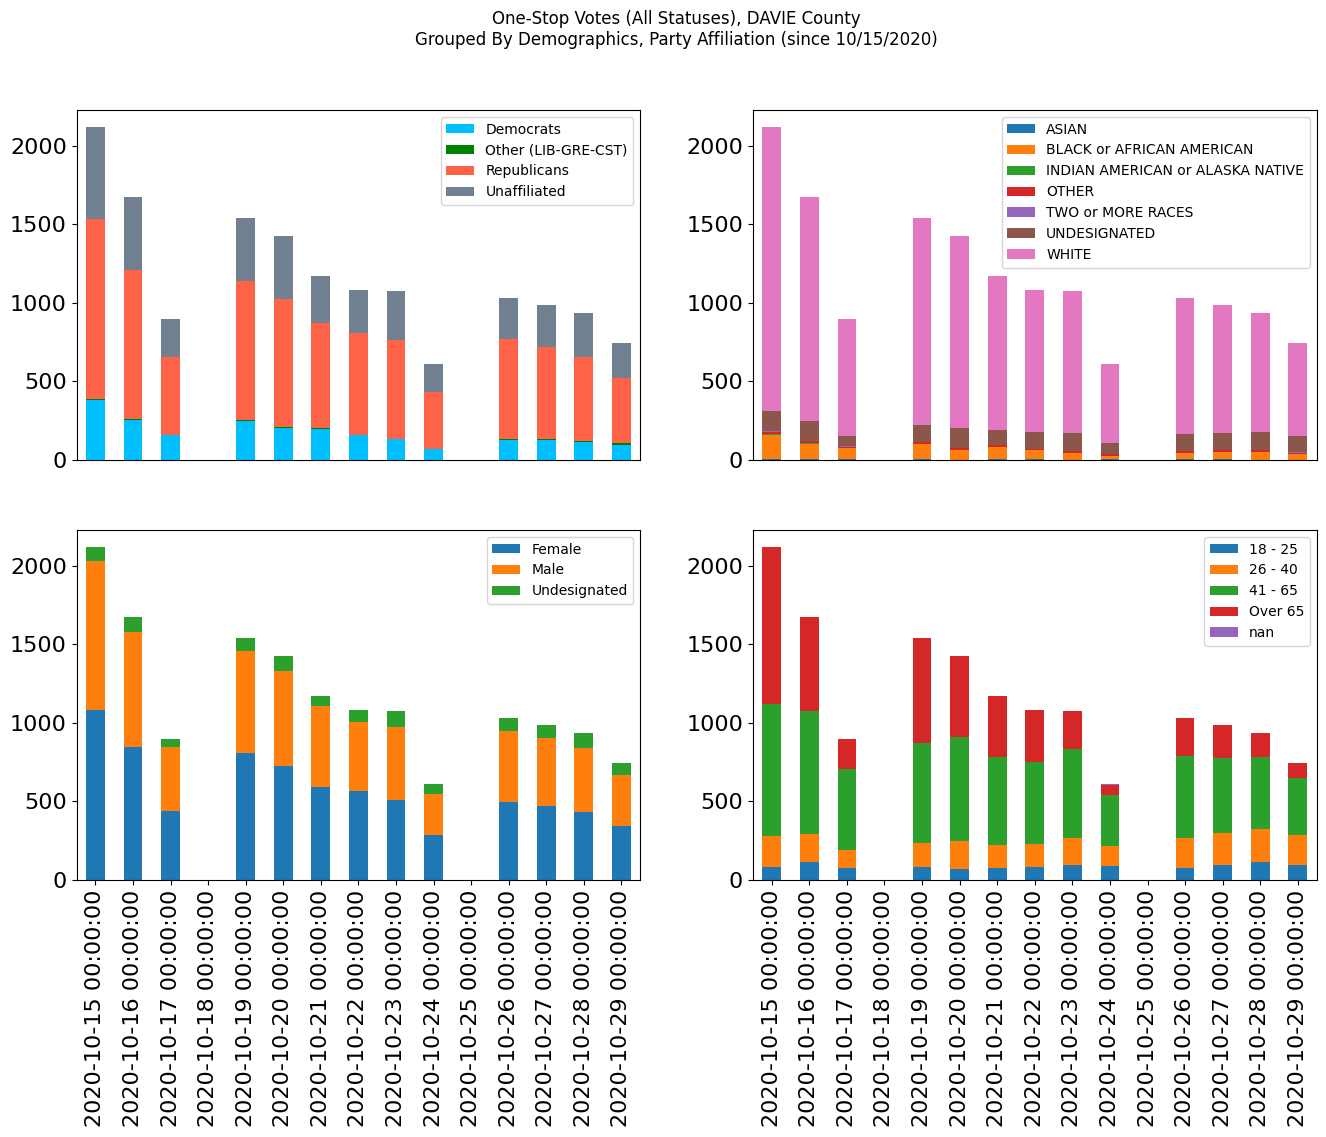 One-Stop Votes (All Statuses), DAVIE County
Grouped By Demographics, Party Affiliation (since 10/15/2020)
2000
1500
1000
500
0
Democrats
Other (LIB-GRE-CST)
Republicans
Unaffiliated
2000
1500
1000
500
0
ASIAN
BLACK or AFRICAN AMERICAN
INDIAN AMERICAN or ALASKA NATIVE
OTHER
TWO or MORE RACES
UNDESIGNATED
WHITE
2000
1500
1000
500
0
Female
Male
Undesignated
2020-10-15 00:00:00
2020-10-16 00:00:00
2020-10-17 00:00:00
2020-10-18 00:00:00
2020-10-19 00:00:00
2020-10-20 00:00:00
2020-10-21 00:00:00
2020-10-22 00:00:00
2020-10-23 00:00:00
2020-10-24 00:00:00
2020-10-25 00:00:00
2020-10-26 00:00:00
2020-10-27 00:00:00
2020-10-28 00:00:00
2020-10-29 00:00:00
2000
1500
1000
500
0
18 - 25
26 - 40
41 - 65
Over 65
nan
2020-10-15 00:00:00
2020-10-16 00:00:00
2020-10-17 00:00:00
2020-10-18 00:00:00
2020-10-19 00:00:00
2020-10-20 00:00:00
2020-10-21 00:00:00
2020-10-22 00:00:00
2020-10-23 00:00:00
2020-10-24 00:00:00
2020-10-25 00:00:00
2020-10-26 00:00:00
2020-10-27 00:00:00
2020-10-28 00:00:00
2020-10-29 00:00:00